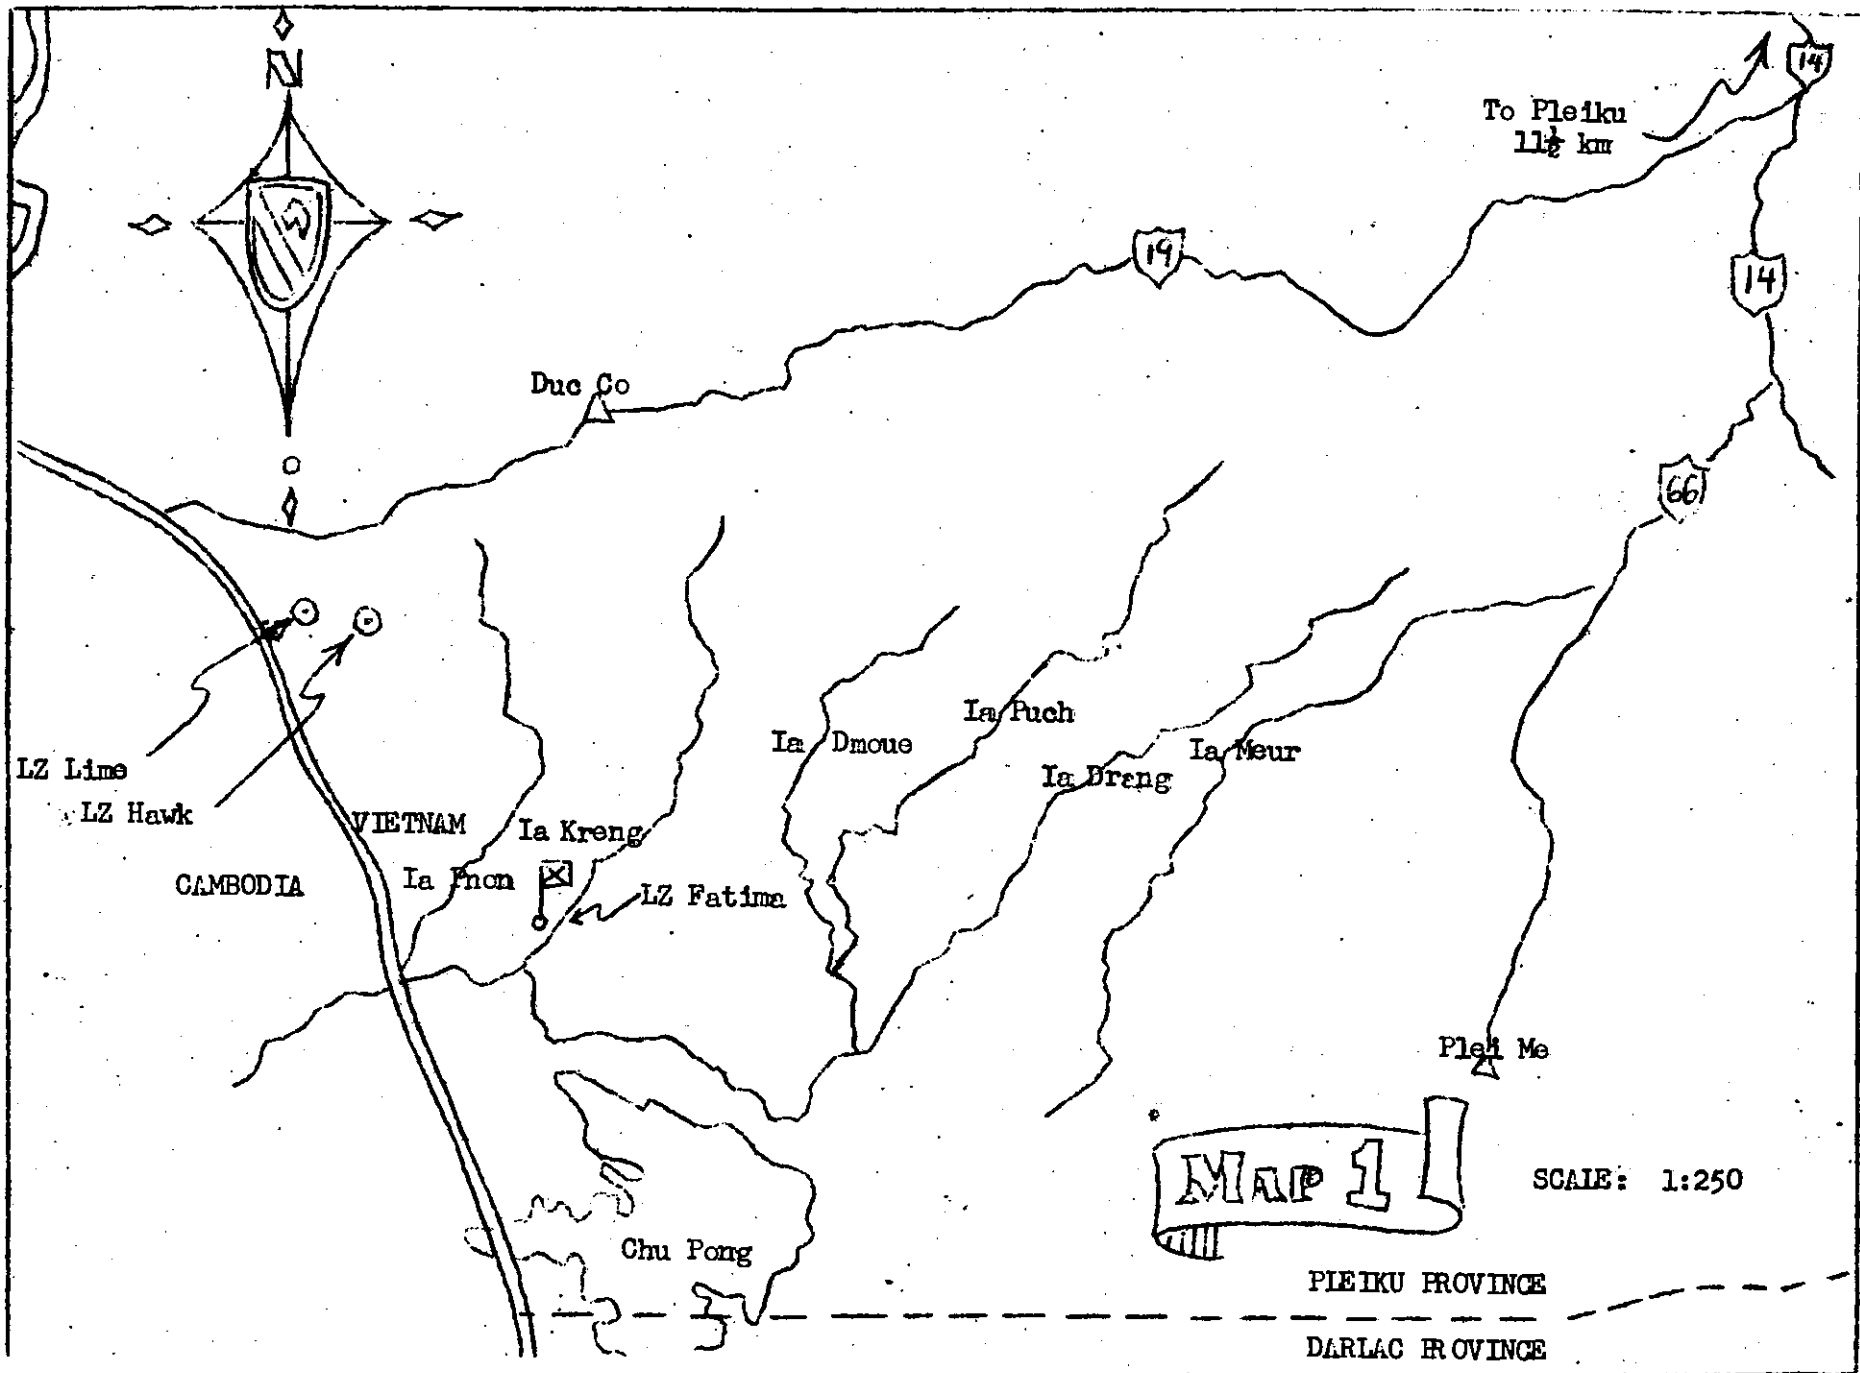 N
14
To Pleiku
11½ km
19
14
Duc Co
66
Ia Puch
Ia Dmoue
Ia Meur
Ia Drang
LZ Lime
LZ Hawk
VIETNAM
Ia Kreng
CAMBODIA
Ia Pnon
LZ Fatima
Plei Me
MAP 1
SCALE: 1:250
Chu Pong
PLEIKU PROVINCE
DARLAC PROVINCE